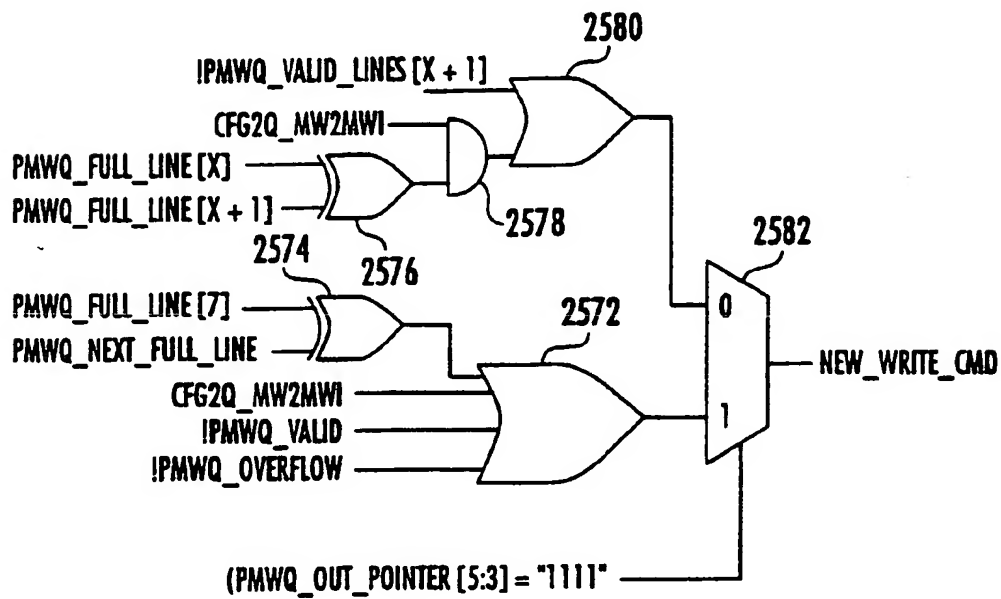 2580
!PMWQ_VALID_LINES [X + 1]
CFG2Q_MW2MWI
PMWQ_FULL_LINE [X]
PMWQ_FULL_LINE [X + 1]
2578
2574
2576
2582
PMWQ_FULL_LINE [7]
2572
0
PMWQ_NEXT_FULL_LINE
NEW_WRITE_CMD
CFG2Q_MW2MWI
1
!PMWQ_VALID
!PMWQ_OVERFLOW
(PMWQ_OUT_POINTER [5:3] = "1111"